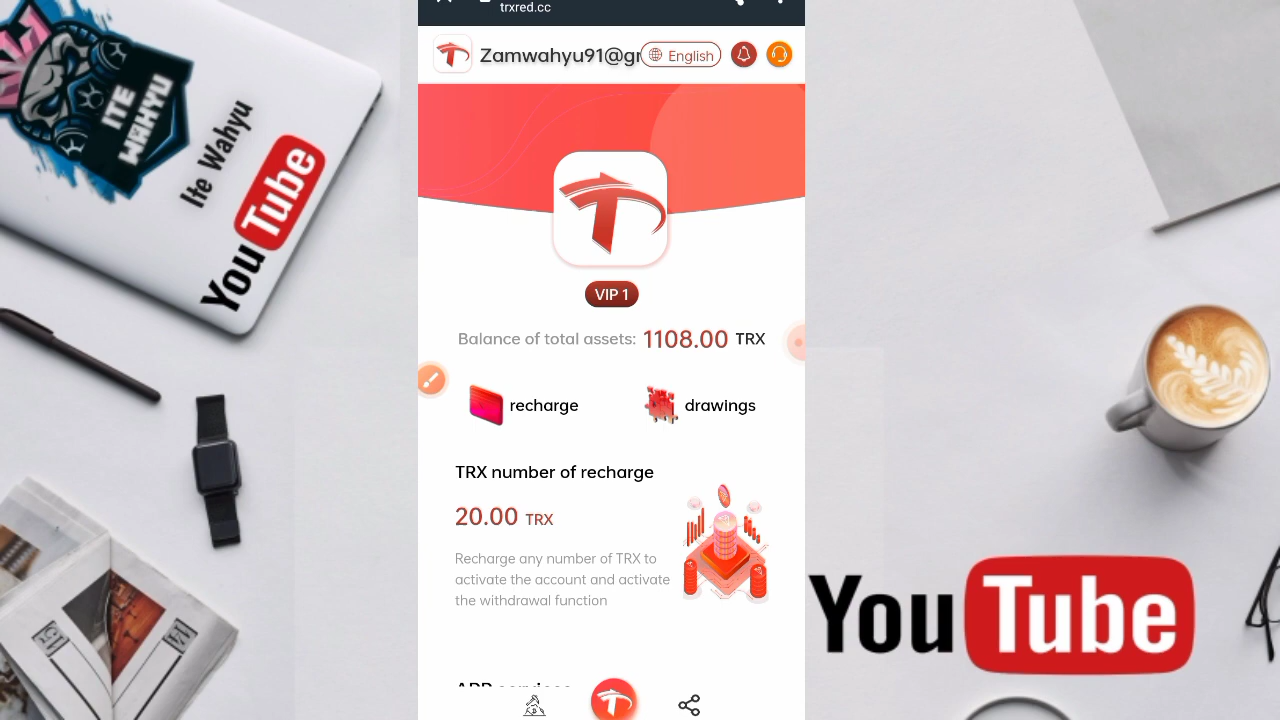 trxred.cc
Zamwahyu91@gr
English
ITE
WAHYU
Ite Wahyu
YouTube
VIP 1
Balance of total assets: 1108.00 TRX
recharge
drawings
TRX number of recharge
20.00 TRX
Recharge any number of TRX to
activate the account and activate
the withdrawal function
YouTube